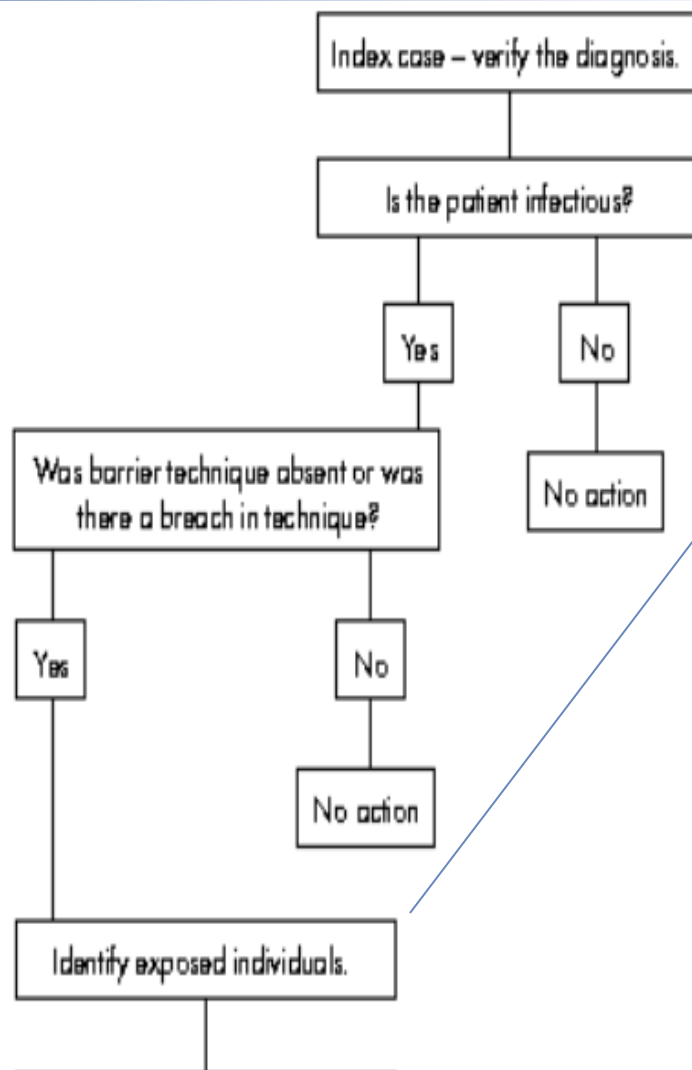 Index case – verify the diagnosis.
Is the patient infectious?
Yes
No
Was barrier technique absent or was
there a breach in technique?
No action
Yes
No
No action
Identify exposed individuals.